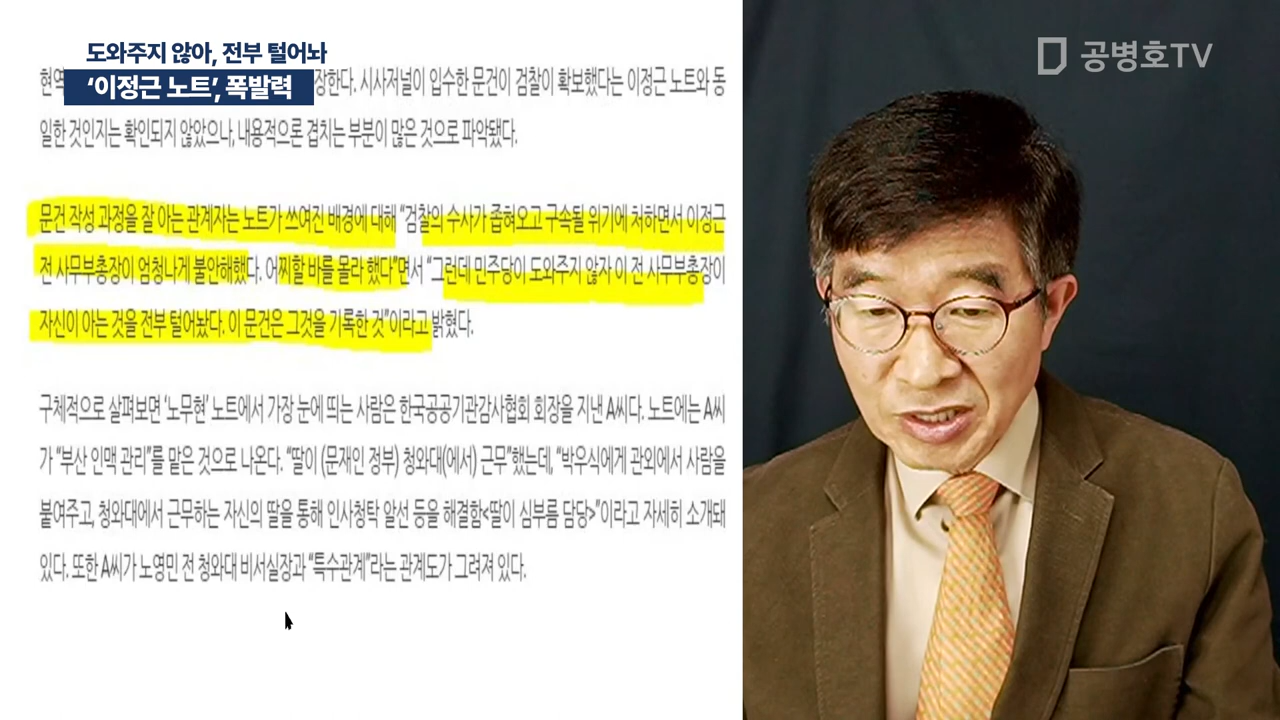 도와주지 않아, 전부 털어놔
‘이정근 노트’, 폭발력
공병호TV
현역 장한다. 시사저널이 입수한 문건이 검찰이 확보했다는 이정근 노트와 동
일한 것인지는 확인되지 않았으나, 내용적으론 겹치는 부분이 많은 것으로 파악됐다.
문건 작성 과정을 잘 아는 관계자는 노트가 쓰여진 배경에 대해 “검찰의 수사가 좁혀오고 구속될 위기에 처하면서 이정근
전 사무부총장이 엄청나게 불안해했다. 어찌할 바를 몰라 했다”면서 “그런데 민주당이 도와주지 않자 이 전 사무부총장이
자신이 아는 것을 전부 털어놨다. 이 문건은 그것을 기록한 것”이라고 밝혔다.
구체적으로 살펴보면 ‘노무현’ 노트에서 가장 눈에 띄는 사람은 한국공공기관감사협회 회장을 지낸 A씨다. 노트에는 A씨
가 “부산 인맥 관리”를 맡은 것으로 나온다. “딸이 (문재인 정부) 청와대(에서) 근무”했는데, “박우식에게 관외에서 사람을
붙여주고, 청와대에서 근무하는 자신의 딸을 통해 인사청탁 알선 등을 해결함<딸이 심부름 담당>”이라고 자세히 소개돼
있다. 또한 A씨가 노영민 전 청와대 비서실장과 “특수관계”라는 관계도가 그려져 있다.